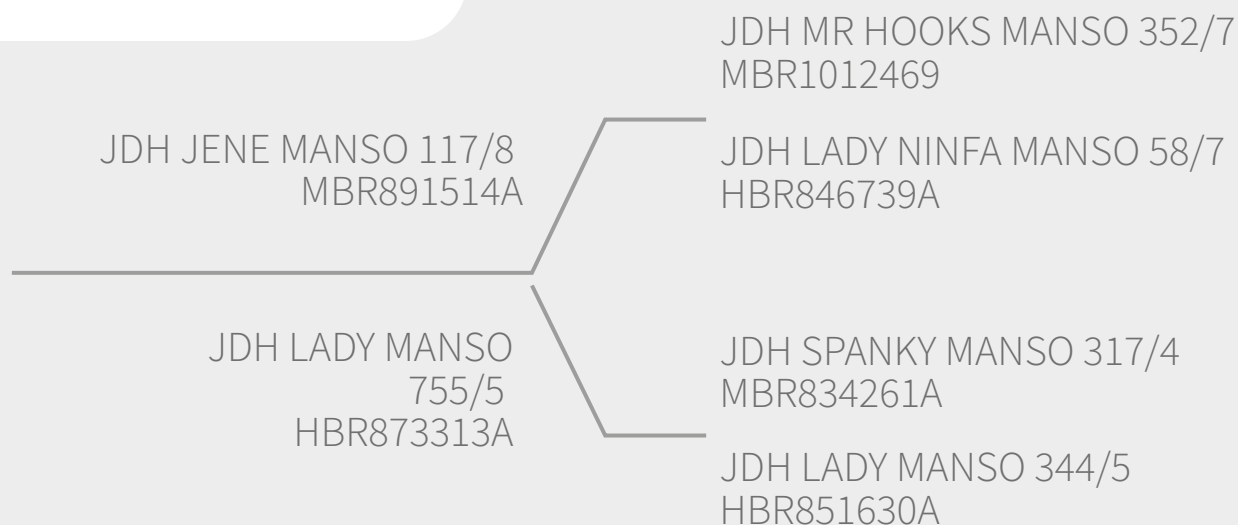 JDH JENE MANSO 117/8
MBR891514A
JDH LADY MANSO
755/5
HBR873313A
JDH MR HOOKS MANSO 352/7
MBR1012469
JDH LADY NINFA MANSO 58/7
HBR846739A
JDH SPANKY MANSO 317/4
MBR834261A
JDH LADY MANSO 344/5
HBR851630A